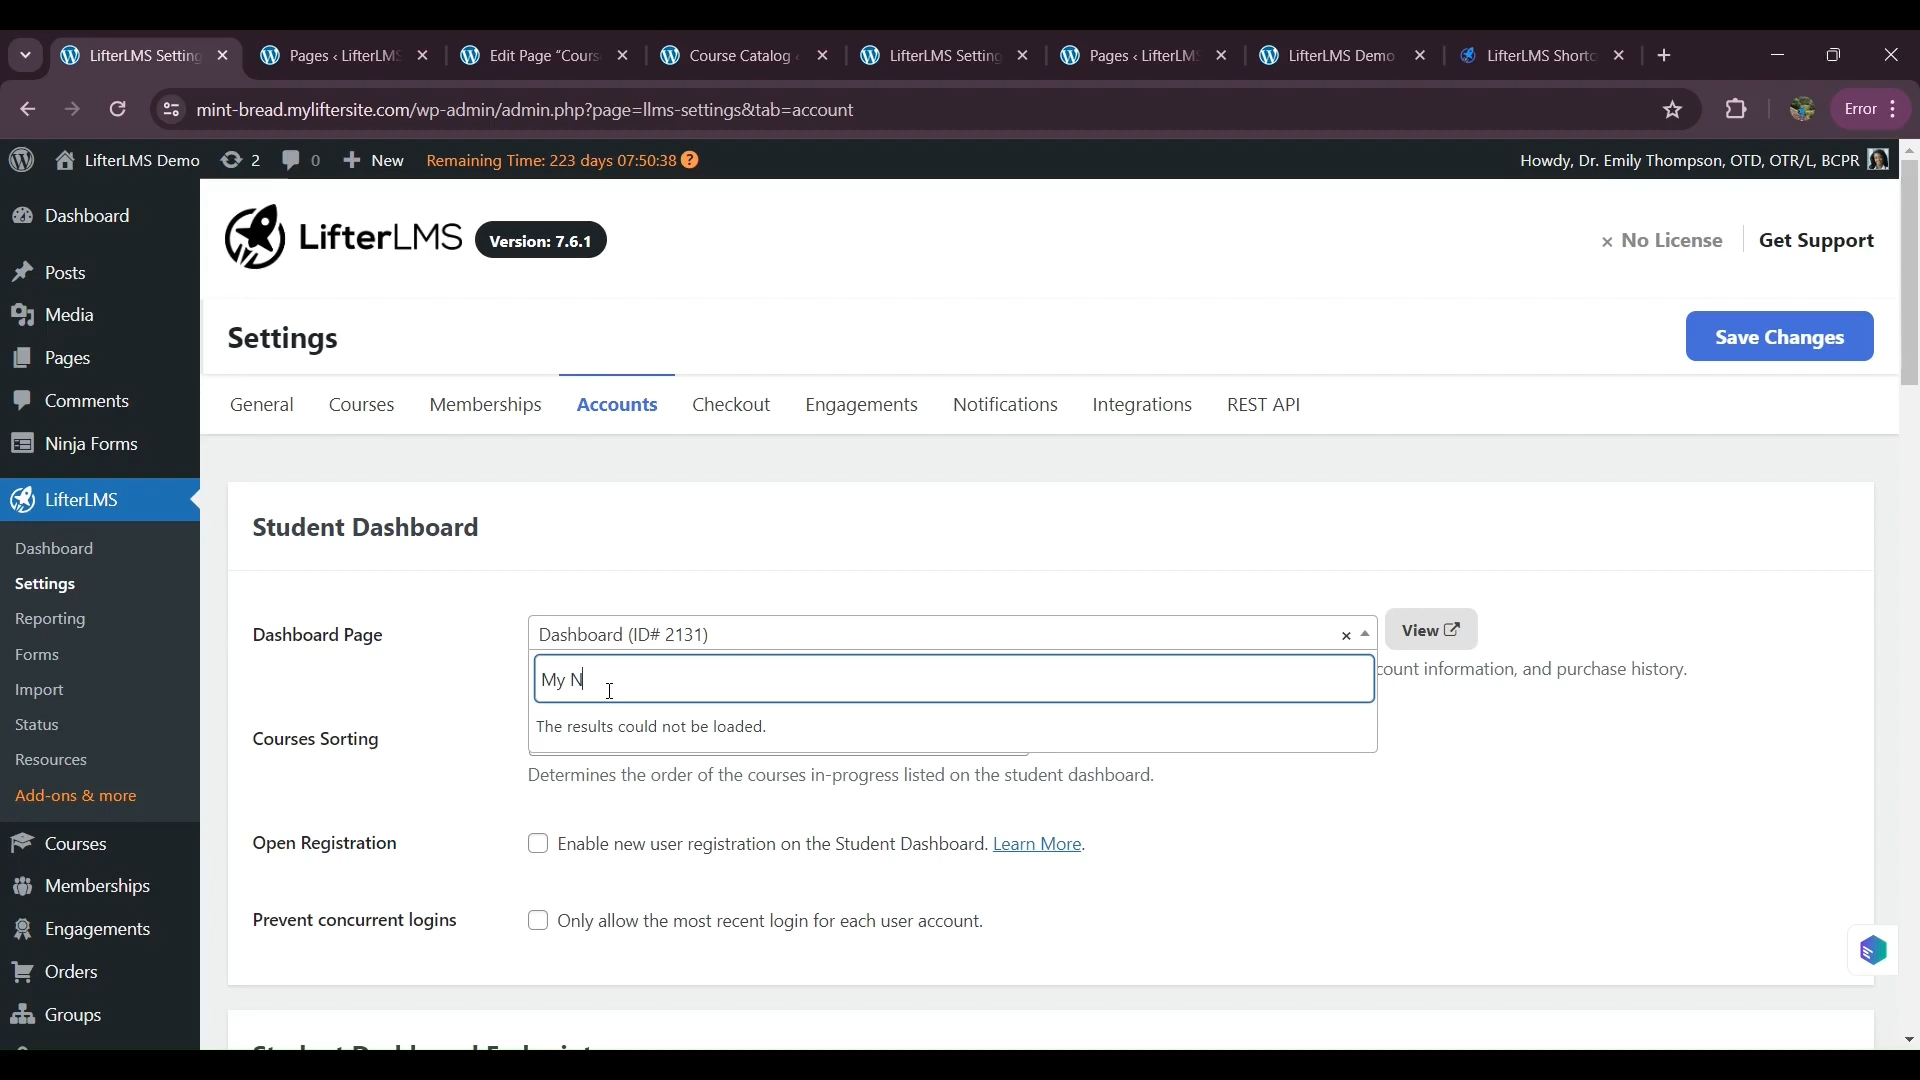 LifterLMS Setting
Pages ‹ LifterLMS
Edit Page "Cours
Course Catalog
LifterLMS Setting
Pages ‹ LifterLMS
LifterLMS Demo
LifterLMS Shortc
mint-bread.myliftersite.com/wp-admin/admin.php?page=llms-settings&tab=account
Error
LifterLMS Demo 2 0 New Remaining Time: 223 days 07:50:38 ?
Howdy, Dr. Emily Thompson, OTD, OTR/L, BCPR
Dashboard
Posts
Media
Pages
Comments
Ninja Forms
LifterLMS
Dashboard
Settings
Reporting
Forms
Import
Status
Resources
Add-ons & more
Courses
Memberships
Engagements
Orders
Groups
LifterLMS Version: 7.6.1
× No License Get Support
Settings
Save Changes
General Courses Memberships Accounts Checkout Engagements Notifications Integrations REST API
Student Dashboard
Dashboard Page Dashboard (ID# 2131) × View
My N
count information, and purchase history.
The results could not be loaded.
Courses Sorting
Determines the order of the courses in-progress listed on the student dashboard.
Open Registration Enable new user registration on the Student Dashboard. Learn More.
Prevent concurrent logins Only allow the most recent login for each user account.